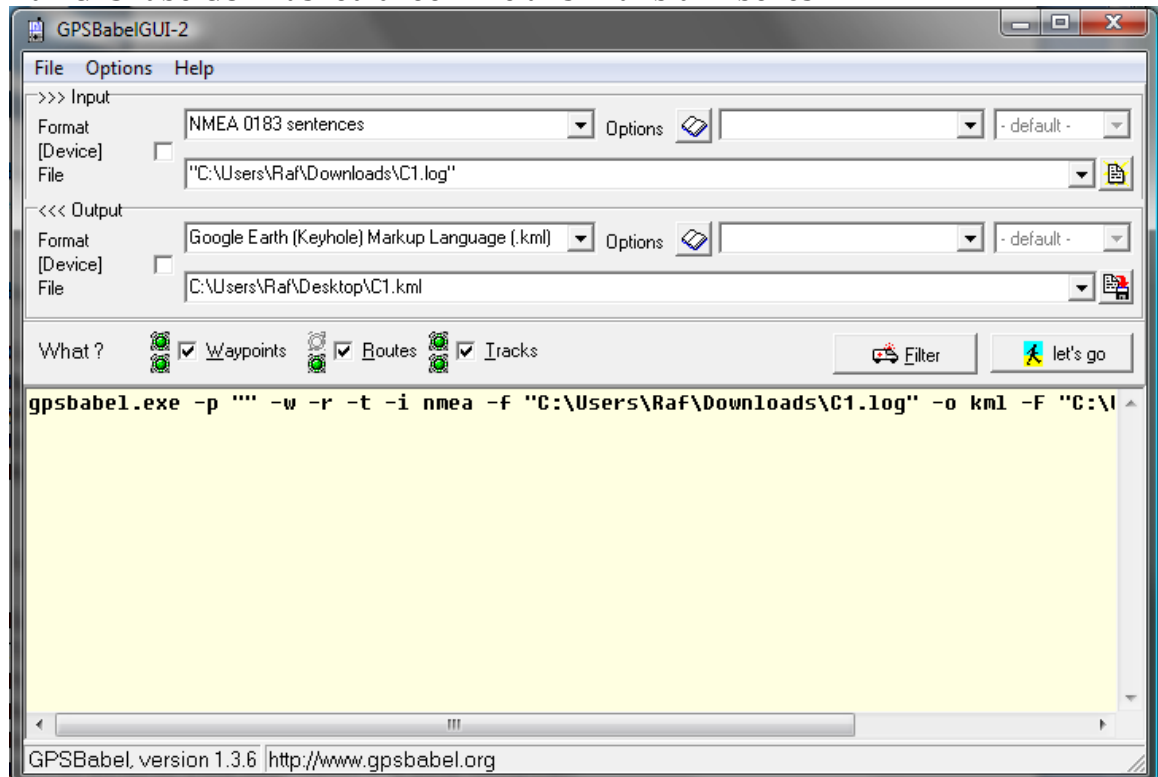 GPSBabelGUI-2
File Options Help
>>> Input
Format
[Device]
File
NMEA 0183 sentences
Options
- default -
"C:\Users\Raf\Downloads\C1.log"
<<< Output
Format
[Device]
File
Google Earth (Keyhole) Markup Language (.kml)
Options
- default -
C:\Users\Raf\Desktop\C1.kml
What ? Waypoints Routes Tracks Filter let's go
gpsbabel.exe -p "" -w -r -t -i nmea -f "C:\Users\Raf\Downloads\C1.log" -o kml -F "C:\
GPSBabel, version 1.3.6 http://www.gpsbabel.org